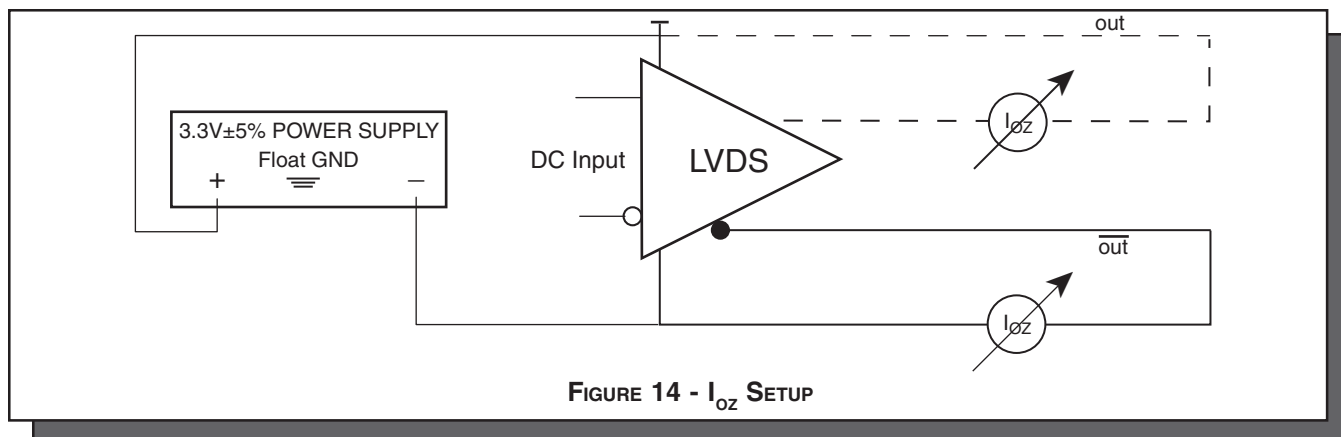 out
3.3V±5% POWER SUPPLY
Float GND
+ −
DC Input
LVDS
IOZ
out
IOZ
FIGURE 14 - IOZ SETUP